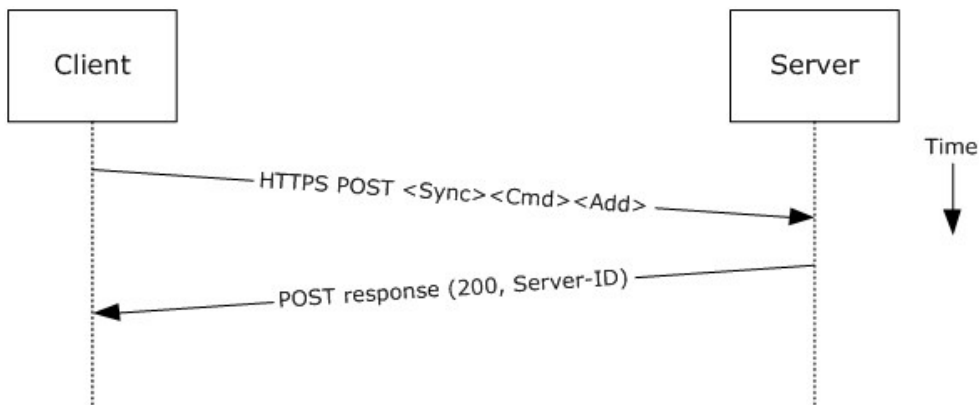 Client
Server
Time
HTTPS POST <Sync><Cmd><Add>
POST response (200, Server-ID)